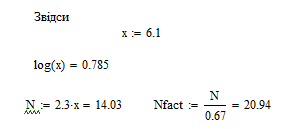 Звідси
x := 6.1
log(x) = 0.785
N := 2.3·x = 14.03 Nfact := N/0.67 = 20.94